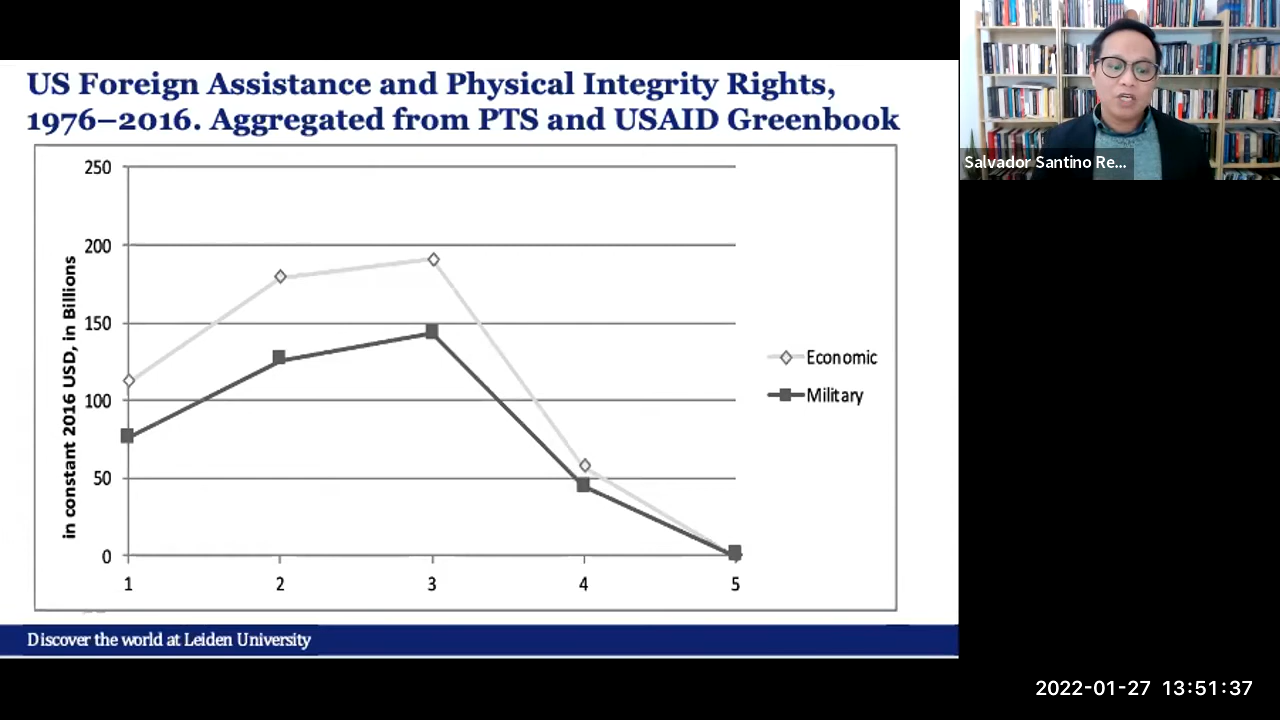 US Foreign Assistance and Physical Integrity Rights,
1976–2016. Aggregated from PTS and USAID Greenbook
in constant 2016 USD, in Billions
250
200
150
100
50
0
1 2 3 4 5
Economic
Military
Discover the world at Leiden University
Salvador Santino Re...
2022-01-27 13:51:37